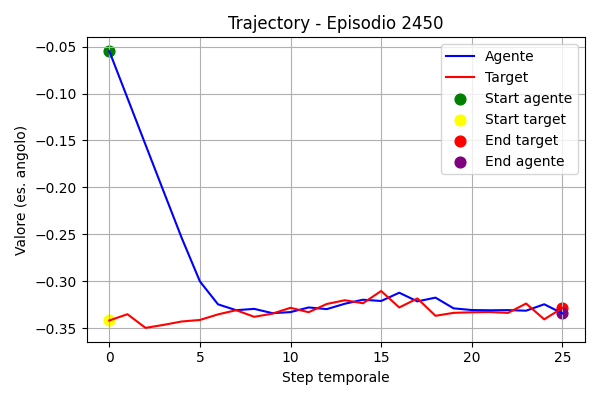 Trajectory - Episodio 2450
Agente
Target
Start agente
Start target
End target
End agente
Valore (es. angolo)
−0.05
−0.10
−0.15
−0.20
−0.25
−0.30
−0.35
0 5 10 15 20 25
Step temporale